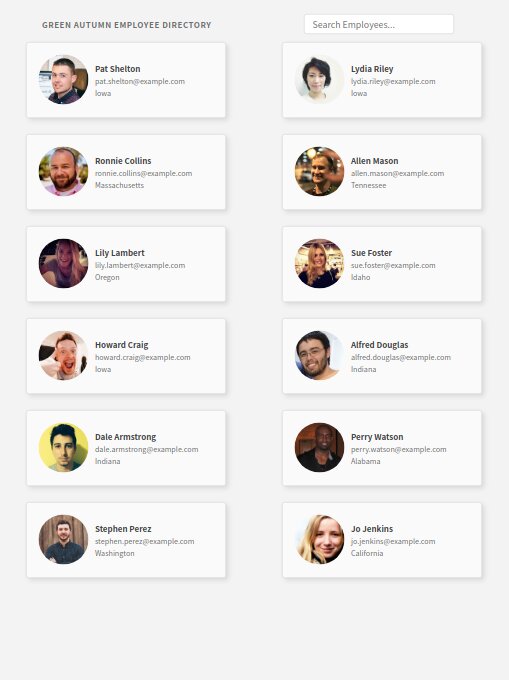 GREEN AUTUMN EMPLOYEE DIRECTORY
Search Employees...
Pat Shelton
pat.shelton@example.com
Iowa
Lydia Riley
lydia.riley@example.com
Iowa
Ronnie Collins
ronnie.collins@example.com
Massachusetts
Allen Mason
allen.mason@example.com
Tennessee
Lily Lambert
lily.lambert@example.com
Oregon
Sue Foster
sue.foster@example.com
Idaho
Howard Craig
howard.craig@example.com
Iowa
Alfred Douglas
alfred.douglas@example.com
Indiana
Dale Armstrong
dale.armstrong@example.com
Indiana
Perry Watson
perry.watson@example.com
Alabama
Stephen Perez
stephen.perez@example.com
Washington
Jo Jenkins
jo.jenkins@example.com
California